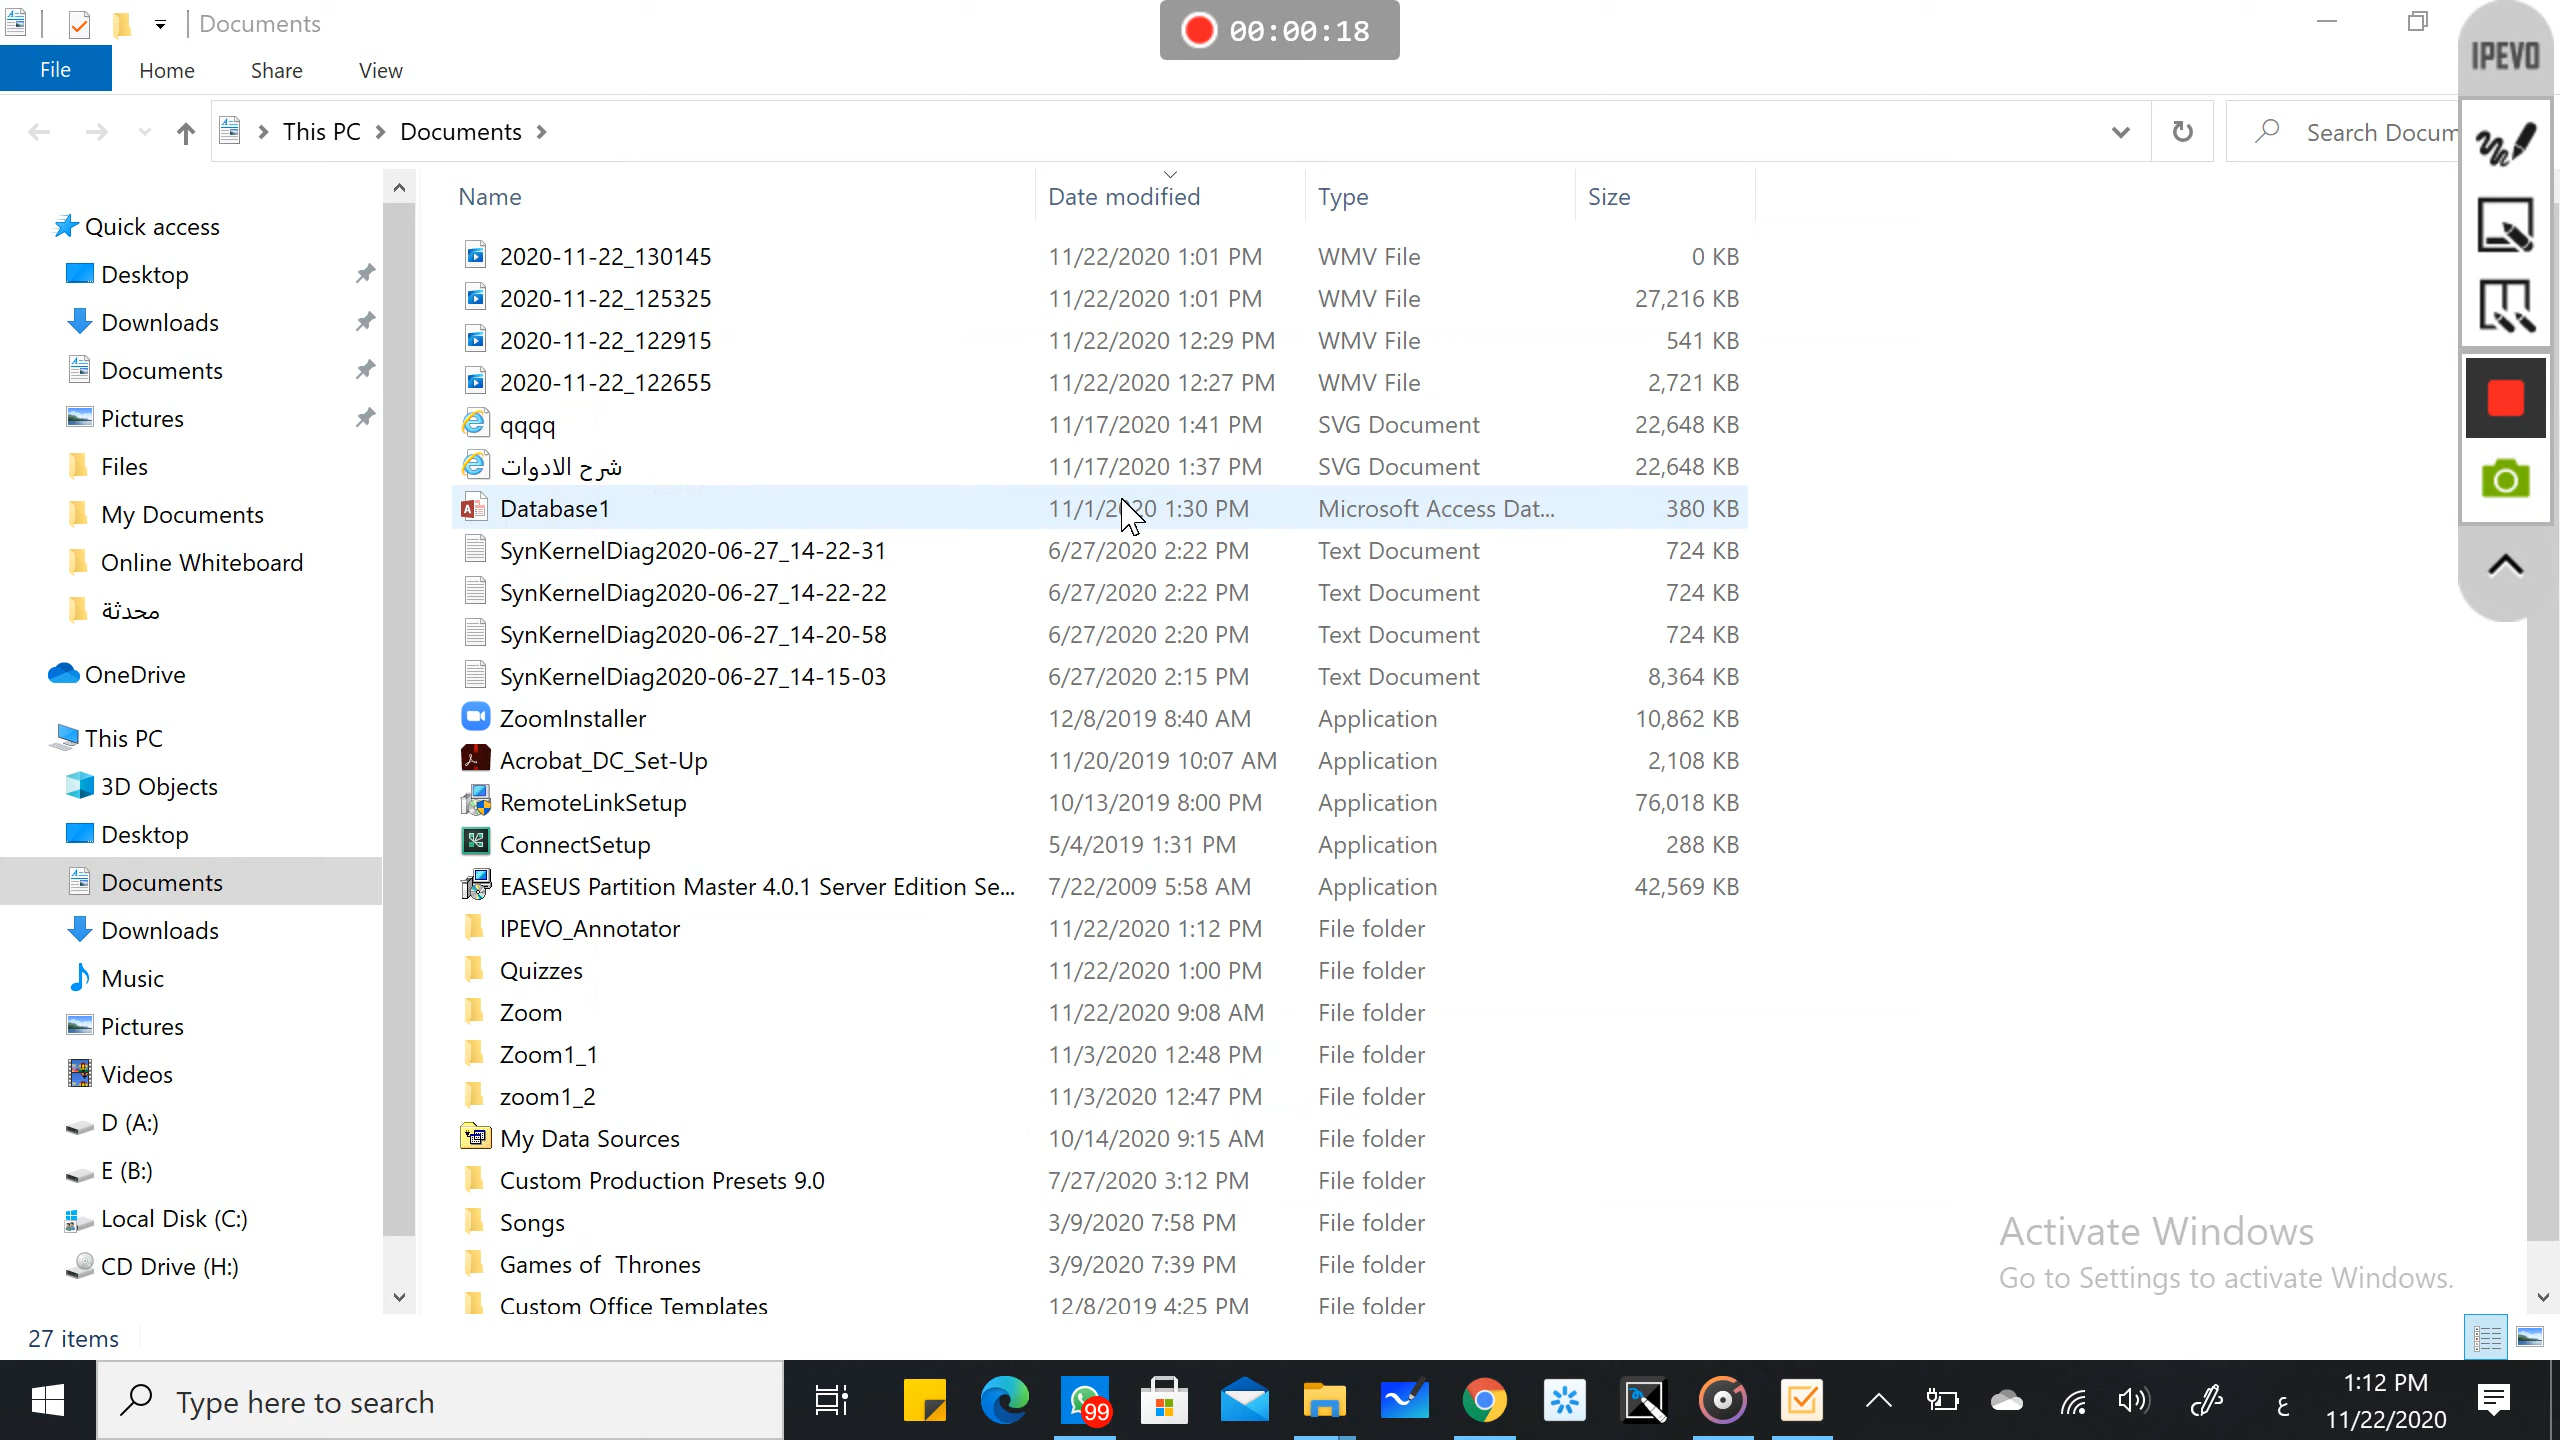 Documents
00:00:18
IPEVO
File Home Share View
This PC Documents
Search Docum
Name Date modified Type Size
Quick access
Desktop
Downloads
Documents
Pictures
Files
My Documents
Online Whiteboard
محدثة
OneDrive
This PC
3D Objects
Desktop
Documents
Downloads
Music
Pictures
Videos
D (A:)
E (B:)
Local Disk (C:)
CD Drive (H:)
2020-11-22_130145 11/22/2020 1:01 PM WMV File 0 KB
2020-11-22_125325 11/22/2020 1:01 PM WMV File 27,216 KB
2020-11-22_122915 11/22/2020 12:29 PM WMV File 541 KB
2020-11-22_122655 11/22/2020 12:27 PM WMV File 2,721 KB
qqqq 11/17/2020 1:41 PM SVG Document 22,648 KB
شرح الادوات 11/17/2020 1:37 PM SVG Document 22,648 KB
Database1 11/1/2020 1:30 PM Microsoft Access Dat... 380 KB
SynKernelDiag2020-06-27_14-22-31 6/27/2020 2:22 PM Text Document 724 KB
SynKernelDiag2020-06-27_14-22-22 6/27/2020 2:22 PM Text Document 724 KB
SynKernelDiag2020-06-27_14-20-58 6/27/2020 2:20 PM Text Document 724 KB
SynKernelDiag2020-06-27_14-15-03 6/27/2020 2:15 PM Text Document 8,364 KB
ZoomInstaller 12/8/2019 8:40 AM Application 10,862 KB
Acrobat_DC_Set-Up 11/20/2019 10:07 AM Application 2,108 KB
RemoteLinkSetup 10/13/2019 8:00 PM Application 76,018 KB
ConnectSetup 5/4/2019 1:31 PM Application 288 KB
EASEUS Partition Master 4.0.1 Server Edition Se... 7/22/2009 5:58 AM Application 42,569 KB
IPEVO_Annotator 11/22/2020 1:12 PM File folder
Quizzes 11/22/2020 1:00 PM File folder
Zoom 11/22/2020 9:08 AM File folder
Zoom1_1 11/3/2020 12:48 PM File folder
zoom1_2 11/3/2020 12:47 PM File folder
My Data Sources 10/14/2020 9:15 AM File folder
Custom Production Presets 9.0 7/27/2020 3:12 PM File folder
Songs 3/9/2020 7:58 PM File folder
Games of Thrones 3/9/2020 7:39 PM File folder
Custom Office Templates 12/8/2019 4:25 PM File folder
Activate Windows
Go to Settings to activate Windows.
27 items
Type here to search
99
ع
1:12 PM
11/22/2020